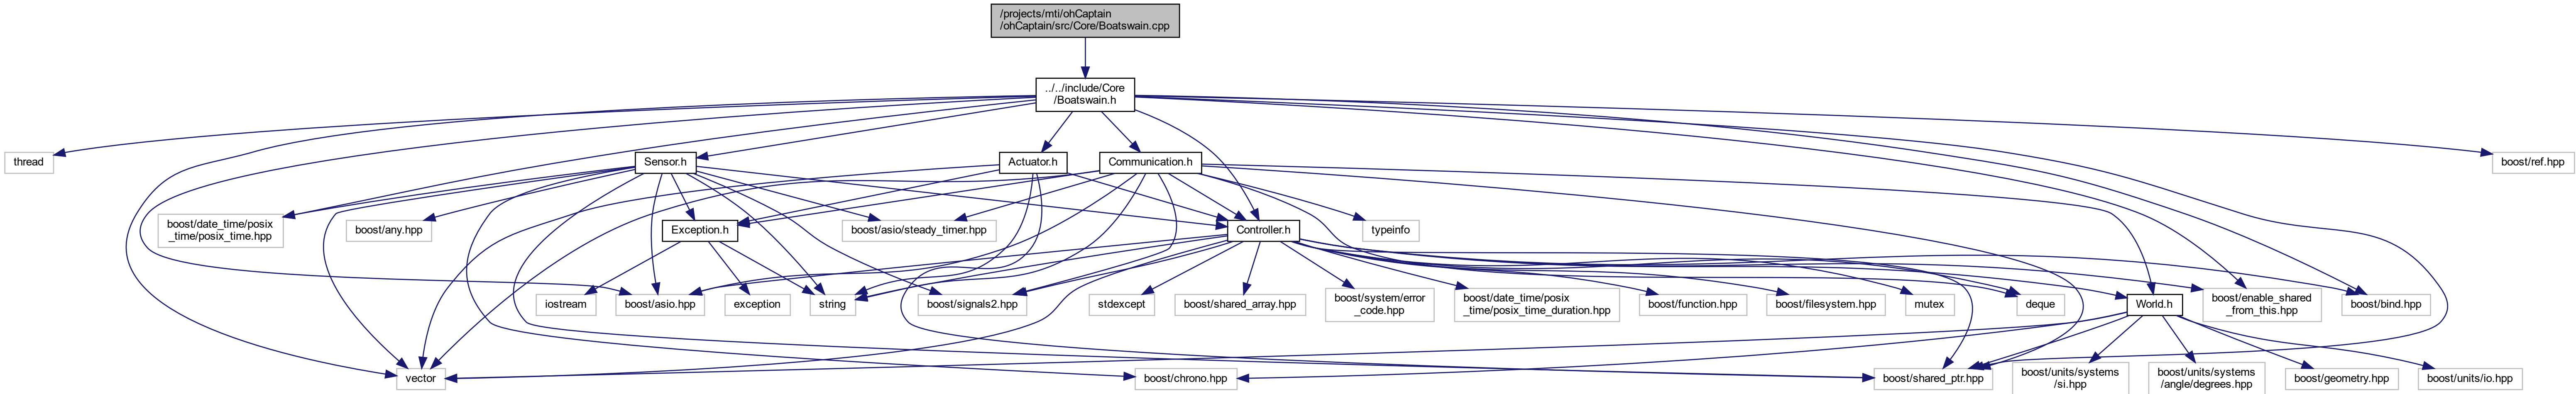 /projects/mti/ohCaptain
/ohCaptain/src/Core/Boatswain.cpp
../../include/Core
/Boatswain.h
thread
Sensor.h
Actuator.h
Communication.h
boost/ref.hpp
boost/date_time/posix
_time/posix_time.hpp
boost/any.hpp
Exception.h
boost/asio/steady_timer.hpp
Controller.h
typeinfo
iostream
boost/asio.hpp
exception
string
boost/signals2.hpp
stdexcept
boost/shared_array.hpp
boost/system/error
_code.hpp
boost/date_time/posix
_time/posix_time_duration.hpp
boost/function.hpp
boost/filesystem.hpp
mutex
deque
World.h
boost/enable_shared
_from_this.hpp
boost/bind.hpp
vector
boost/chrono.hpp
boost/shared_ptr.hpp
boost/units/systems
/si.hpp
boost/units/systems
/angle/degrees.hpp
boost/geometry.hpp
boost/units/io.hpp